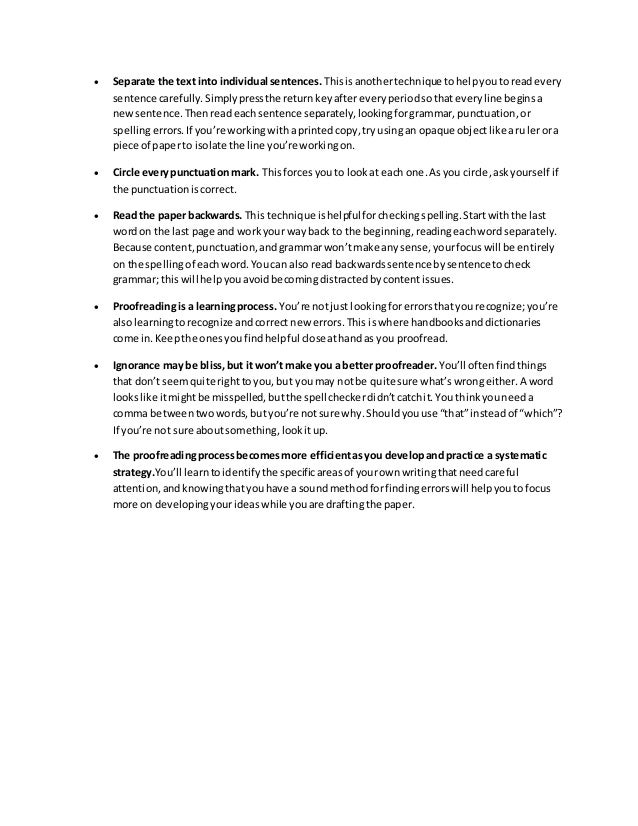 • Separate the text into individual sentences. This is another technique to help you to read every
sentence carefully. Simply press the return key after every period so that every line begins a
new sentence. Then read each sentence separately, looking for grammar, punctuation, or
spelling errors. If you’re working with a printed copy, try using an opaque object like a ruler or a
piece of paper to isolate the line you’re working on.
• Circle every punctuation mark. This forces you to look at each one. As you circle, ask yourself if
the punctuation is correct.
• Read the paper backwards. This technique is helpful for checking spelling. Start with the last
word on the last page and work your way back to the beginning, reading each word separately.
Because content, punctuation, and grammar won’t make any sense, your focus will be entirely
on the spelling of each word. You can also read backwards sentence by sentence to check
grammar; this will help you avoid becoming distracted by content issues.
• Proofreading is a learning process. You’re not just looking for errors that you recognize; you’re
also learning to recognize and correct new errors. This is where handbooks and dictionaries
come in. Keep the ones you find helpful close at hand as you proofread.
• Ignorance may be bliss, but it won’t make you a better proofreader. You’ll often find things
that don’t seem quite right to you, but you may not be quite sure what’s wrong either. A word
looks like it might be misspelled, but the spell checker didn’t catch it. You think you need a
comma between two words, but you’re not sure why. Should you use “that” instead of “which”?
If you’re not sure about something, look it up.
• The proofreading process becomes more efficient as you develop and practice a systematic
strategy.You’ll learn to identify the specific areas of your own writing that need careful
attention, and knowing that you have a sound method for finding errors will help you to focus
more on developing your ideas while you are drafting the paper.